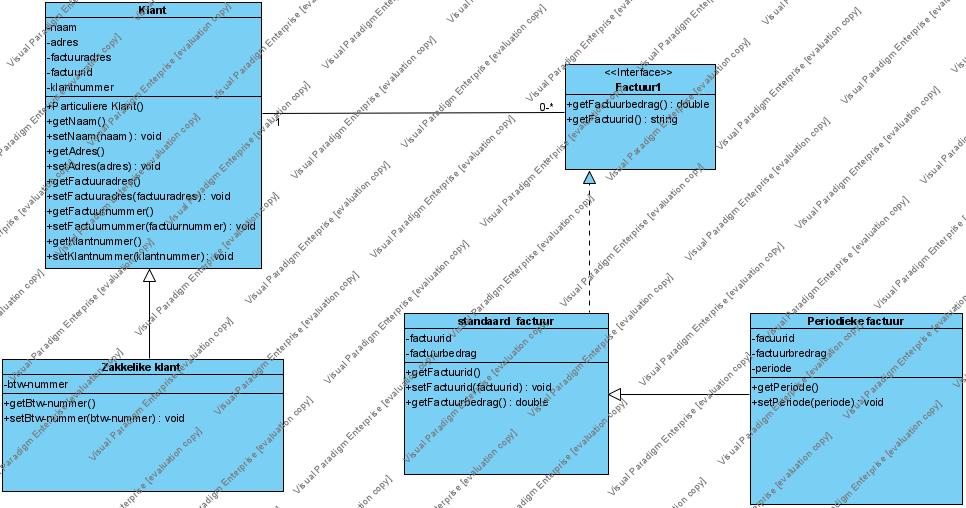 Klant
-naam
-adres
-factuuradres
-factuurid
-klantnummer
+Particuliere Klant()
+getNaam()
+setNaam(naam) : void
+getAdres()
+setAdres(adres) : void
+getFactuuradres()
+setFactuuradres(factuuradres) : void
+getFactuurnummer()
+setFactuurnummer(factuurnummer) : void
+getKlantnummer()
+setKlantnummer(klantnummer) : void
0-*
<<Interface>>
Factuur1
+getFactuurbedrag() : double
+getFactuurid() : string
Zakkelike klant
-btw-nummer
+getBtw-nummer()
+setBtw-nummer(btw-nummer) : void
standaard factuur
-factuurid
-factuurbedrag
+getFactuurid()
+setFactuurid(factuurid) : void
+getFactuurbedrag() : double
Periodieke factuur
-factuurid
-factuurbredrag
-periode
+getPeriode()
+setPeriode(periode) : void
Visual Paradigm Enterprise [evaluation copy]